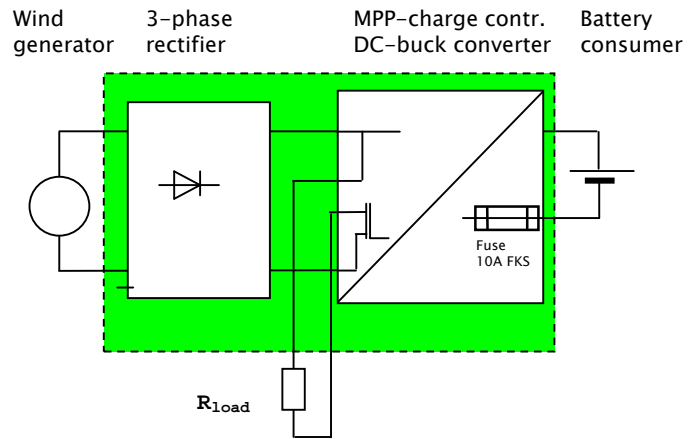 Wind generator
3-phase rectifier
MPP-charge contr. DC-buck converter
Battery consumer
Fuse
10A FKS
Rload